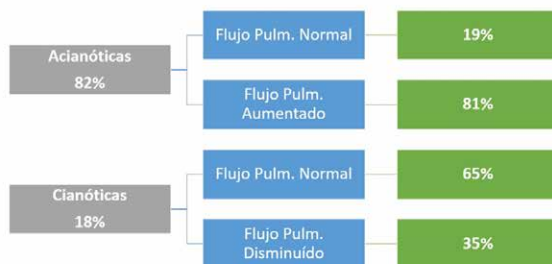 Acianóticas
82%
Flujo Pulm. Normal
19%
Flujo Pulm.
Aumentado
81%
Cianóticas
18%
Flujo Pulm. Normal
65%
Flujo Pulm.
Disminuído
35%